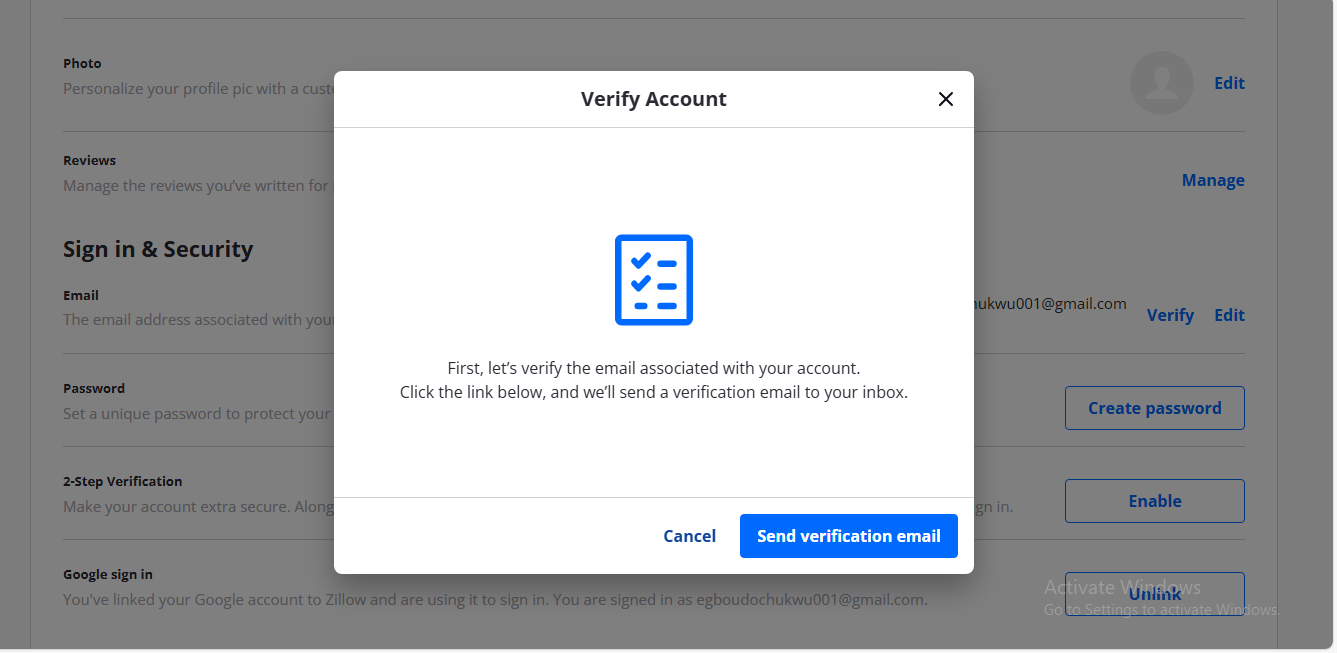 Photo
Personalize your profile pic with a
Edit
Verify Account
Reviews
Manage the reviews you've written for
Manage
Sign in & Security
Email
The email address associated with
hukwu001@gmail.com
Verify
Edit
First, let's verify the email associated with your account.
Click the link below, and we'll send a verification email to your inbox.
Password
Set a unique password to protect your
Create password
2-Step Verification
Make your account extra secure.
gn in.
Enable
Cancel
Send verification email
Google sign in
You've linked your Google account to Zillow and are using it to sign in. You are signed in as egboudochukwu001@gmail.com.
Unlink
Activate Windows
Go to Settings to activate Windows.